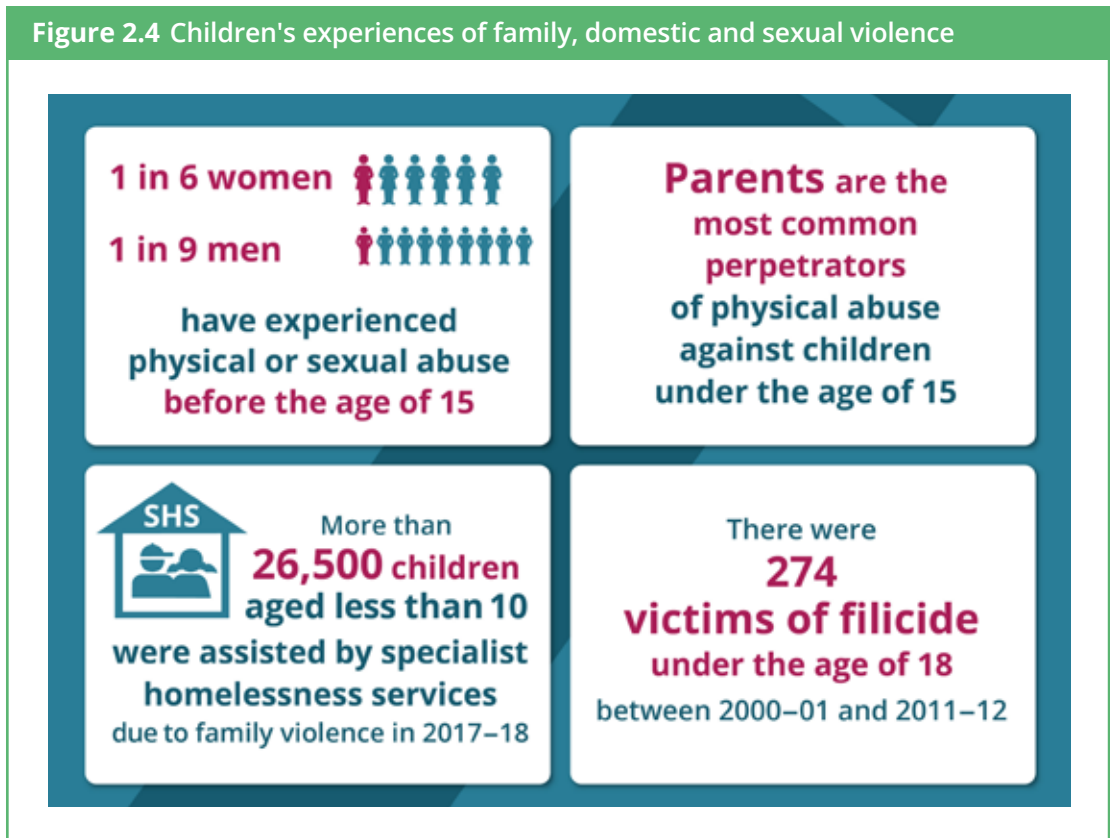 Figure 2.4 Children's experiences of family, domestic and sexual violence
1 in 6 women
1 in 9 men
have experienced
physical or sexual abuse
before the age of 15
Parents are the
most common
perpetrators
of physical abuse
against children
under the age of 15
SHS
More than
26,500 children
aged less than 10
were assisted by specialist
homelessness services
due to family violence in 2017–18
There were
274
victims of filicide
under the age of 18
between 2000–01 and 2011–12